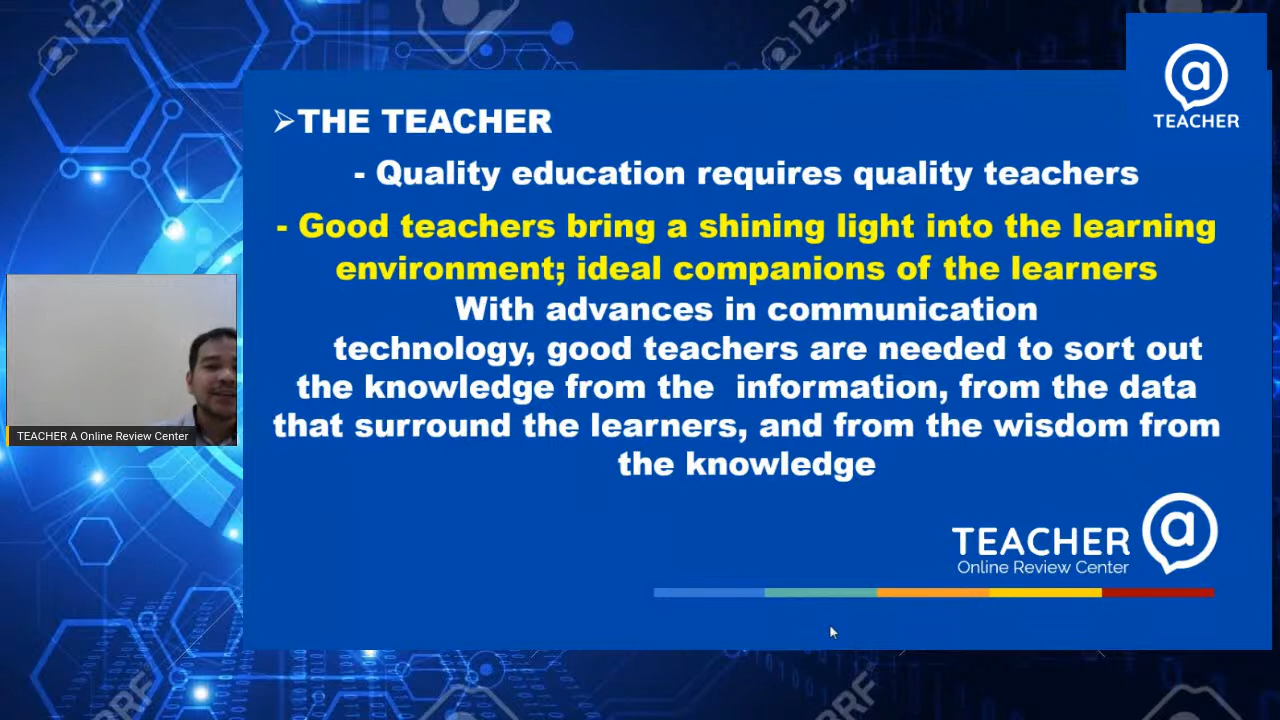 THE TEACHER
- Quality education requires quality teachers
- Good teachers bring a shining light into the learning
environment; ideal companions of the learners
With advances in communication
technology, good teachers are needed to sort out
the knowledge from the information, from the data
that surround the learners, and from the wisdom from
the knowledge
a
TEACHER
TEACHER A Online Review Center
TEACHER a
Online Review Center
123RF